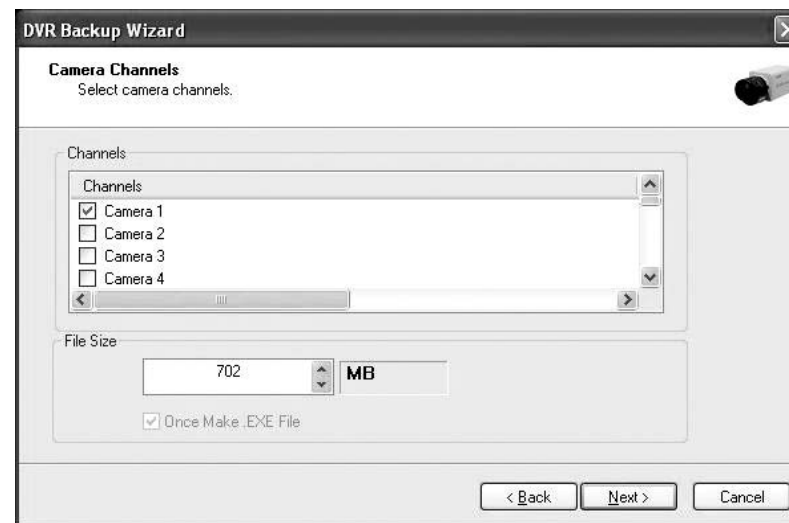 DVR Backup Wizard
Camera Channels
Select camera channels.
Channels
Channels
Camera 1
Camera 2
Camera 3
Camera 4
File Size
702
MB
Once Make .EXE File
< Back
Next >
Cancel